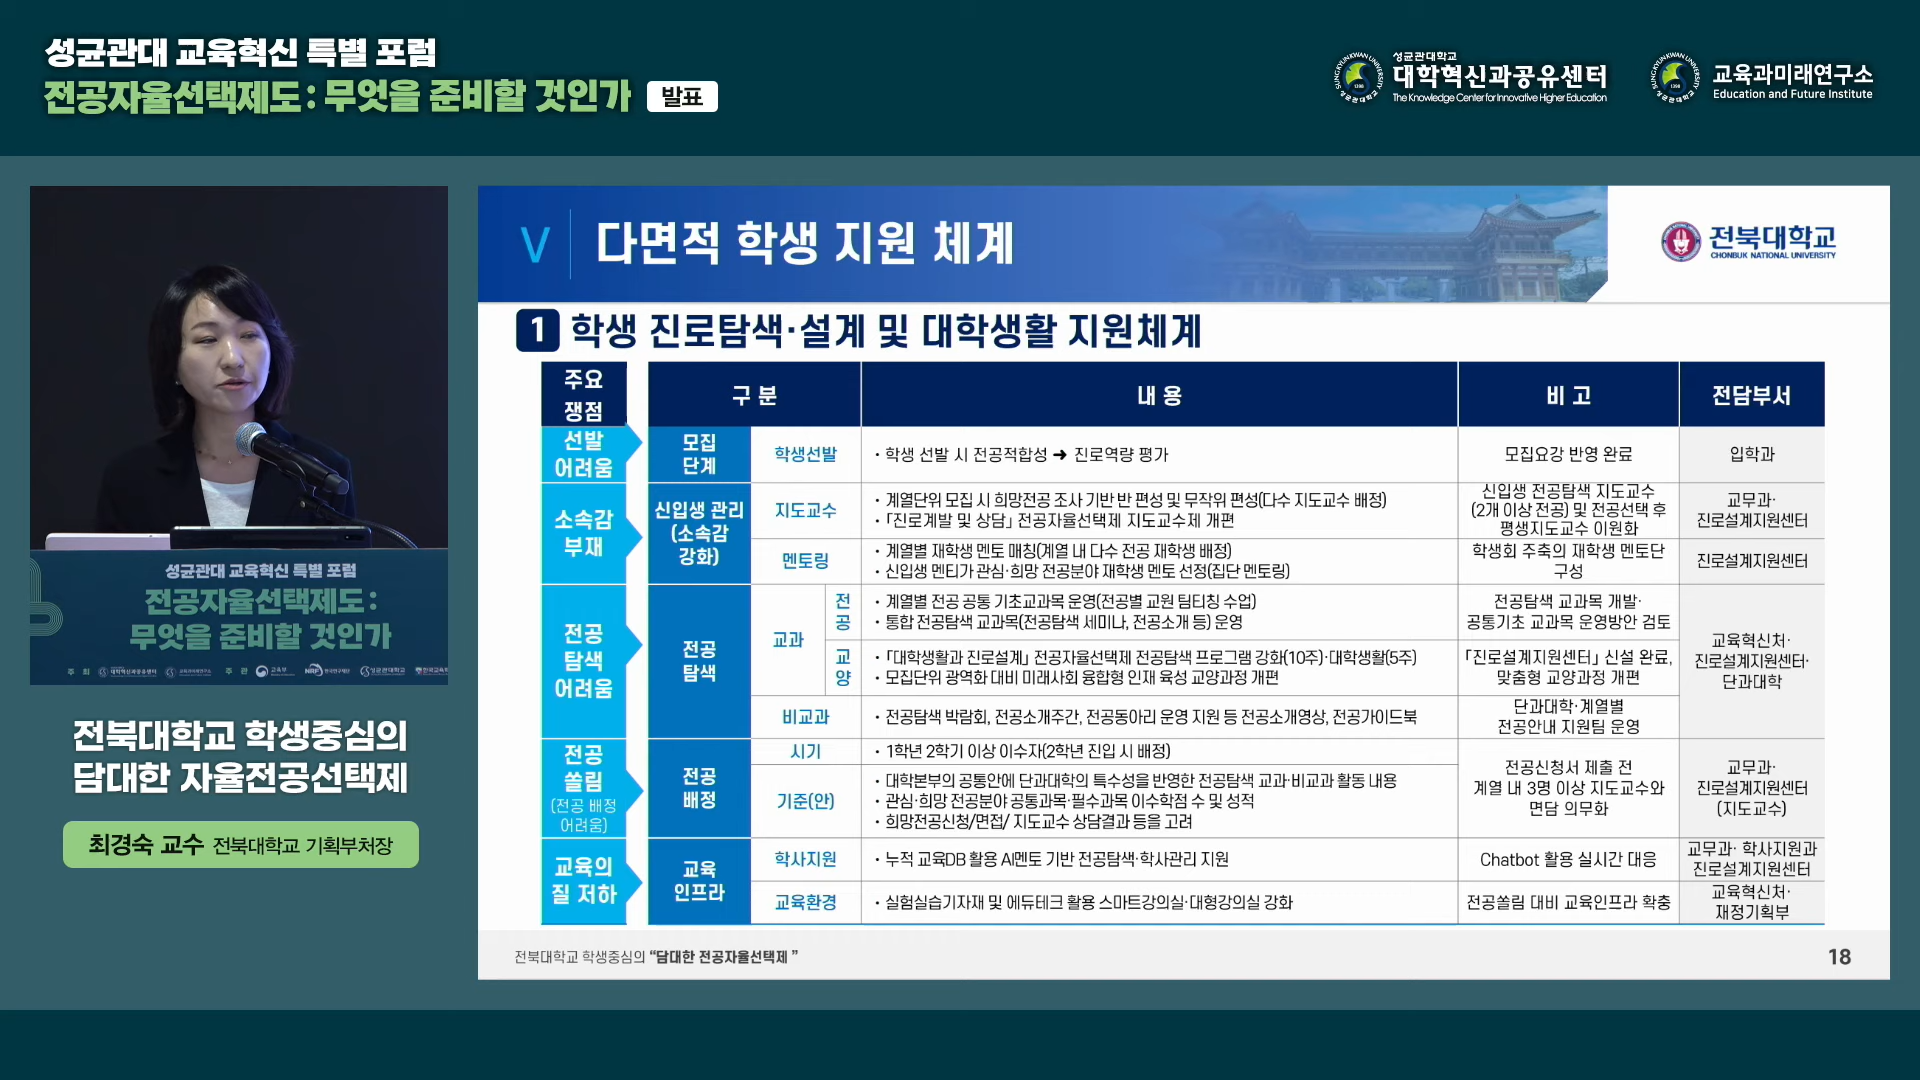 성균관대 교육혁신 특별 포럼
전공자율선택제도 : 무엇을 준비할 것인가 발표
성균관대학교
대학혁신과공유센터
The Knowledge Center for Innovative Higher Education
교육과미래연구소
Education and Future Institute
성균관대 교육혁신 특별 포럼
전공자율선택제도 :
무엇을 준비할 것인가
주 최 대학혁신과공유센터 교육과미래연구소 주 관 교육부 NRF 한국연구재단 성균관대학교
전북대학교 학생중심의
담대한 자율전공선택제
최경숙 교수 전북대학교 기획부처장
V 다면적 학생 지원 체계
전북대학교
CHONBUK NATIONAL UNIVERSITY
1 학생 진로탐색·설계 및 대학생활 지원체계
주요
쟁점
구 분
내 용
비 고
전담부서
선발
어려움
모집
단계
학생선발
· 학생 선발 시 전공적합성 ➜ 진로역량 평가
모집요강 반영 완료
입학과
소속감
부재
신입생 관리
(소속감
강화)
지도교수
· 계열단위 모집 시 희망전공 조사 기반 반 편성 및 무작위 편성(다수 지도교수 배정)
· 「진로계발 및 상담」 전공자율선택제 지도교수제 개편
신입생 전공탐색 지도교수
(2개 이상 전공) 및 전공선택 후
평생지도교수 이원화
교무과·
진로설계지원센터
멘토링
· 계열별 재학생 멘토 매칭(계열 내 다수 전공 재학생 배정)
· 신입생 멘티가 관심·희망 전공분야 재학생 멘토 선정(집단 멘토링)
학생회 주축의 재학생 멘토단
구성
진로설계지원센터
전공
탐색
어려움
전공
탐색
교과
전
공
· 계열별 전공 공통 기초교과목 운영(전공별 교원 팀티칭 수업)
· 통합 전공탐색 교과목(전공탐색 세미나, 전공소개 등) 운영
전공탐색 교과목 개발·
공통기초 교과목 운영방안 검토
교육혁신처·
진로설계지원센터·
단과대학
교
양
· 「대학생활과 진로설계」 전공자율선택제 전공탐색 프로그램 강화(10주)·대학생활(5주)
· 모집단위 광역화 대비 미래사회 융합형 인재 육성 교양과정 개편
「진로설계지원센터」 신설 완료,
맞춤형 교양과정 개편
비교과
· 전공탐색 박람회, 전공소개주간, 전공동아리 운영 지원 등 전공소개영상, 전공가이드북
단과대학·계열별
전공안내 지원팀 운영
전공
쏠림
(전공 배정
어려움)
전공
배정
시기
· 1학년 2학기 이상 이수자(2학년 진입 시 배정)
기준(안)
· 대학본부의 공통안에 단과대학의 특수성을 반영한 전공탐색 교과·비교과 활동 내용
· 관심·희망 전공분야 공통과목·필수과목 이수학점 수 및 성적
· 희망전공신청/면접/ 지도교수 상담결과 등을 고려
전공신청서 제출 전
계열 내 3명 이상 지도교수와
면담 의무화
교무과·
진로설계지원센터
(지도교수)
교육의
질 저하
교육
인프라
학사지원
· 누적 교육DB 활용 AI멘토 기반 전공탐색·학사관리 지원
Chatbot 활용 실시간 대응
교무과· 학사지원과
진로설계지원센터
교육환경
· 실험실습기자재 및 에듀테크 활용 스마트강의실·대형강의실 강화
전공쏠림 대비 교육인프라 확충
교육혁신처·
재정기획부
전북대학교 학생중심의 “담대한 전공자율선택제 ”
18